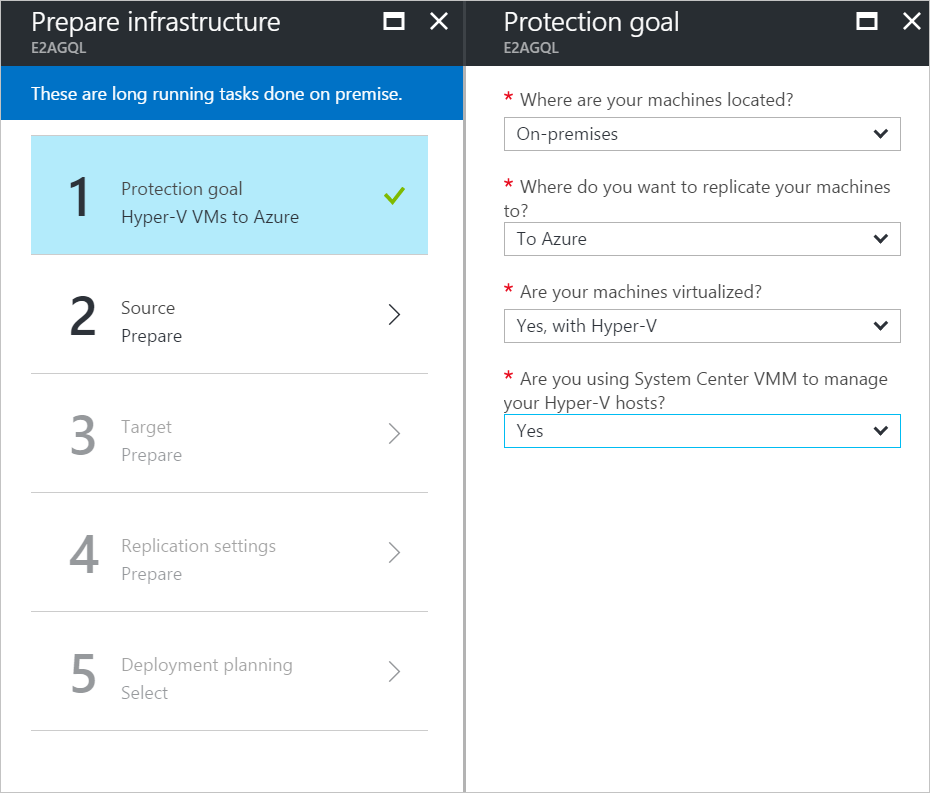 Prepare infrastructure
E2AGQL
These are long running tasks done on premise.
1
Protection goal
Hyper-V VMs to Azure
2
Source
Prepare
3
Target
Prepare
4
Replication settings
Prepare
5
Deployment planning
Select
Protection goal
E2AGQL
* Where are your machines located?
On-premises
* Where do you want to replicate your machines
to?
To Azure
* Are your machines virtualized?
Yes, with Hyper-V
* Are you using System Center VMM to manage
your Hyper-V hosts?
Yes